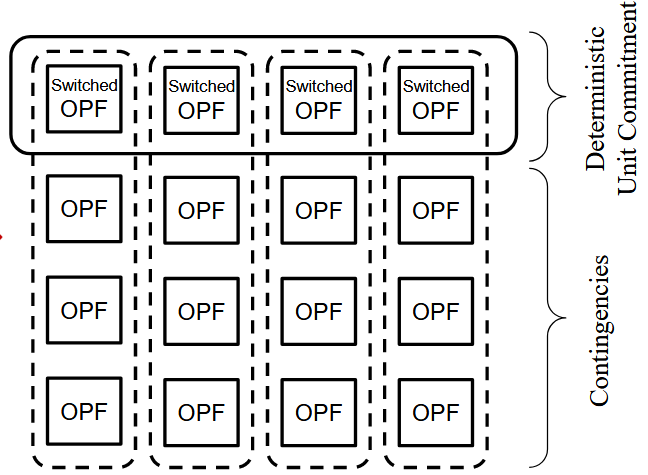 Switched Switched Switched Switched
OPF OPF OPF OPF
OPF OPF OPF OPF
OPF OPF OPF OPF
OPF OPF OPF OPF
Deterministic
Unit Commitment
Contingencies